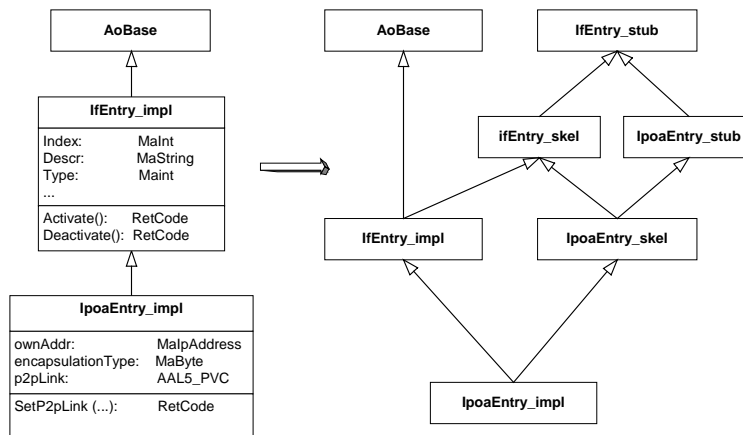 AoBase
IfEntry_impl
Index: MaInt
Descr: MaString
Type: Maint
...
Activate(): RetCode
Deactivate(): RetCode
IpoaEntry_impl
ownAddr: MaIpAddress
encapsulationType: MaByte
p2pLink: AAL5_PVC
SetP2pLink (...): RetCode
AoBase
IfEntry_stub
ifEntry_skel
IpoaEntry_stub
IfEntry_impl
IpoaEntry_skel
IpoaEntry_impl